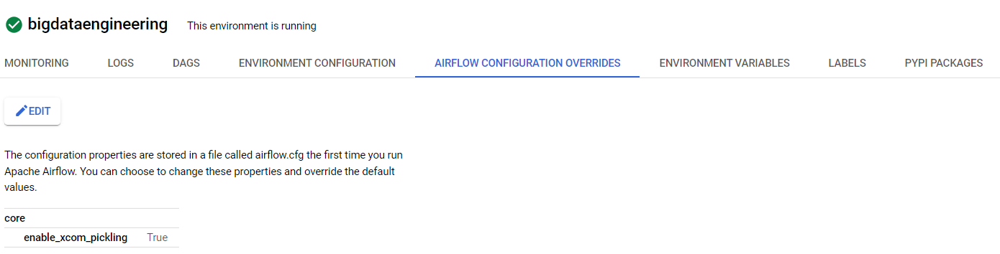 bigdataengineering This environment is running
MONITORING LOGS DAGS ENVIRONMENT CONFIGURATION AIRFLOW CONFIGURATION OVERRIDES ENVIRONMENT VARIABLES LABELS PYPI PACKAGES
EDIT
The configuration properties are stored in a file called airflow.cfg the first time you run
Apache Airflow. You can choose to change these properties and override the default
values.
core
enable_xcom_pickling True